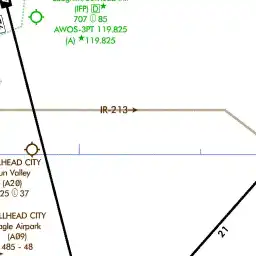 (IFP) D★
707 85
AWOS-3PT 119.825
(A) ★119.825
IR-213
LHEAD CITY
un Valley
(A20)
25 37
LLHEAD CITY
agle Airpark
(A09)
485 - 48
21